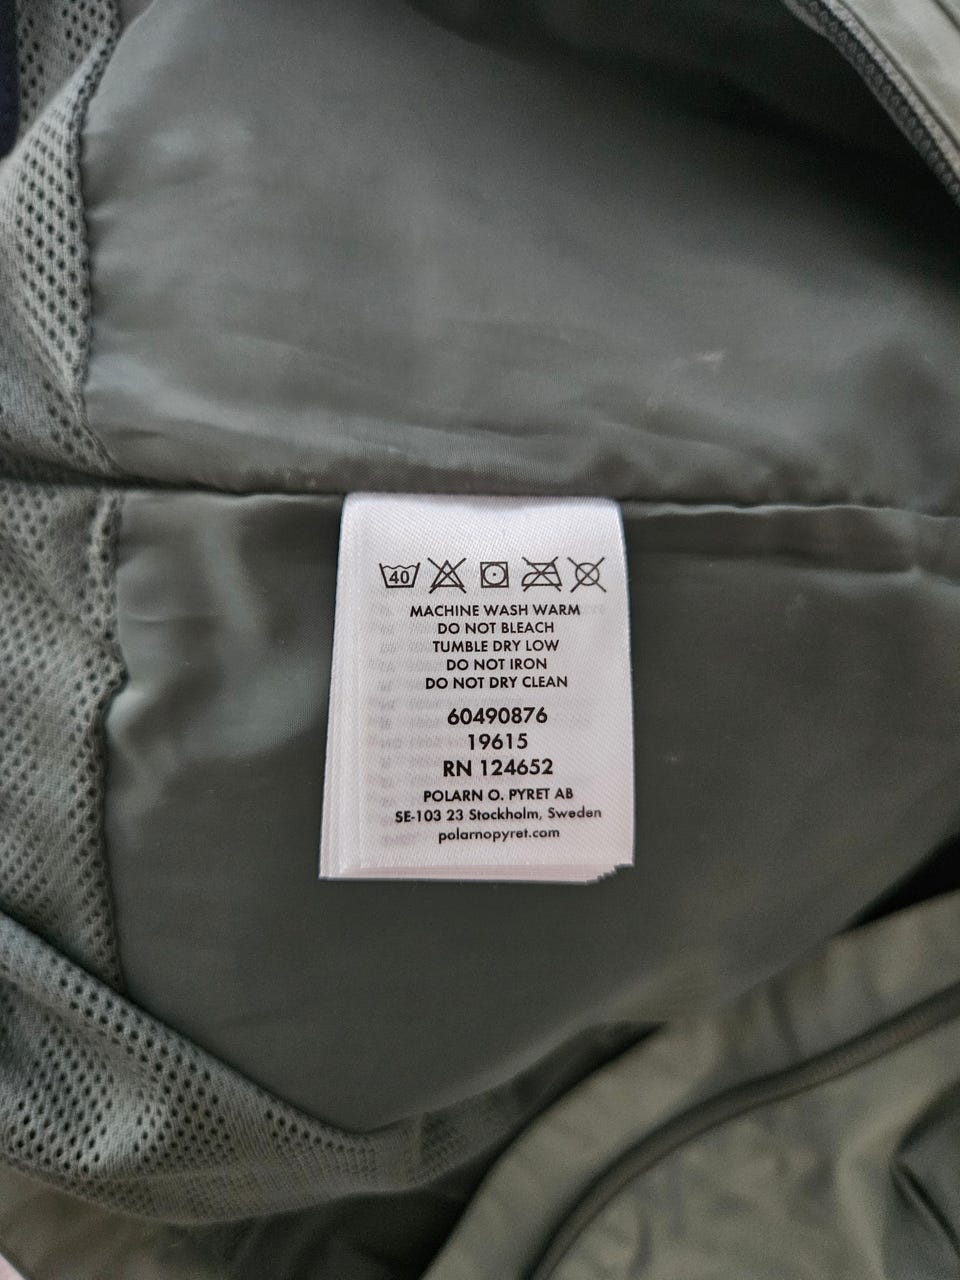 40
MACHINE WASH WARM
DO NOT BLEACH
TUMBLE DRY LOW
DO NOT IRON
DO NOT DRY CLEAN
60490876
19615
RN 124652
POLARN O. PYRET AB
SE-103 23 Stockholm, Sweden
polarnopyret.com